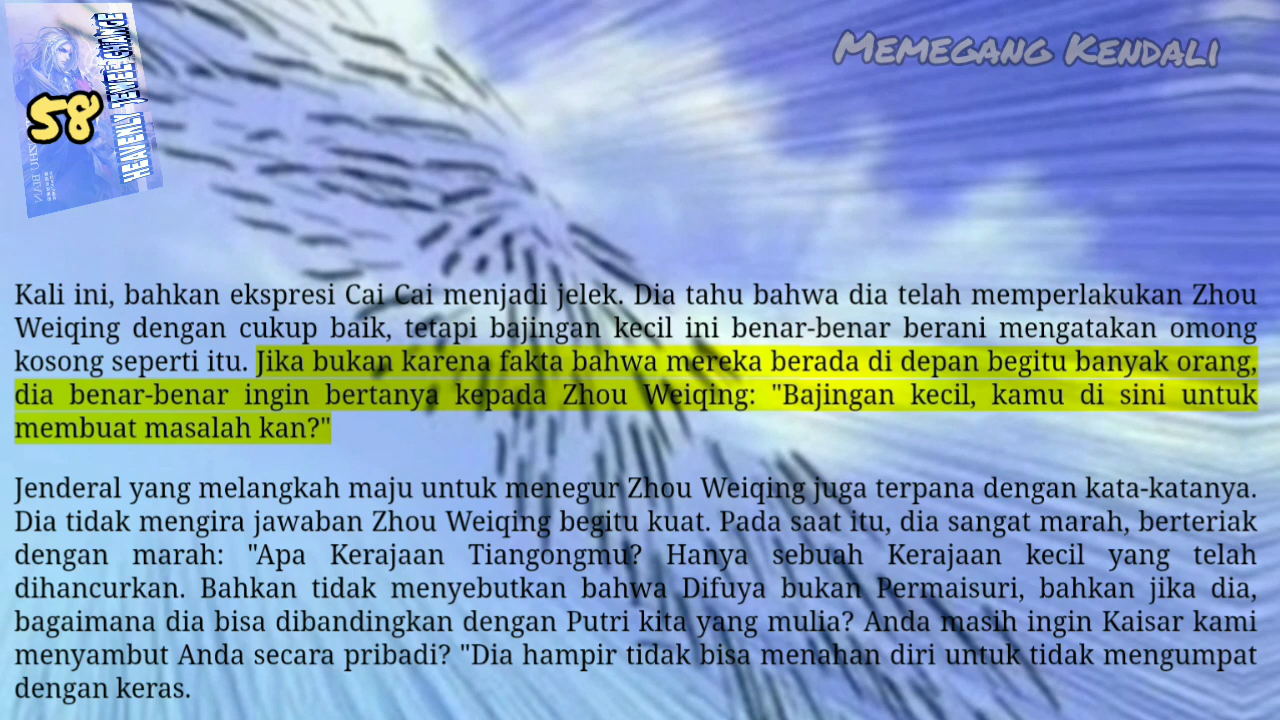 Memegang Kendali
58
HEAVENLY JEWEL CHANGE
Kali ini, bahkan ekspresi Cai Cai menjadi jelek. Dia tahu bahwa dia telah memperlakukan Zhou
Weiqing dengan cukup baik, tetapi bajingan kecil ini benar-benar berani mengatakan omong
kosong seperti itu. Jika bukan karena fakta bahwa mereka berada di depan begitu banyak orang,
dia benar-benar ingin bertanya kepada Zhou Weiqing: "Bajingan kecil, kamu di sini untuk
membuat masalah kan?"
Jenderal yang melangkah maju untuk menegur Zhou Weiqing juga terpana dengan kata-katanya.
Dia tidak mengira jawaban Zhou Weiqing begitu kuat. Pada saat itu, dia sangat marah, berteriak
dengan marah: "Apa Kerajaan Tiangongmu? Hanya sebuah Kerajaan kecil yang telah
dihancurkan. Bahkan tidak menyebutkan bahwa Difuya bukan Permaisuri, bahkan jika dia,
bagaimana dia bisa dibandingkan dengan Putri kita yang mulia? Anda masih ingin Kaisar kami
menyambut Anda secara pribadi? "Dia hampir tidak bisa menahan diri untuk tidak mengumpat
dengan keras.